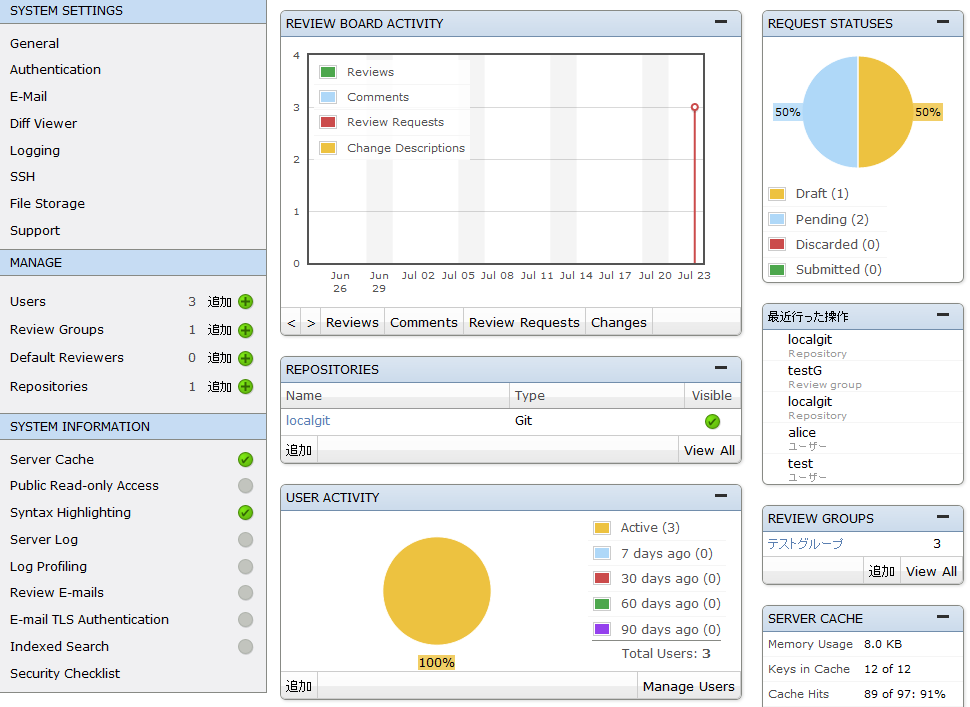 SYSTEM SETTINGS
General
Authentication
E-Mail
Diff Viewer
Logging
SSH
File Storage
Support
MANAGE
Users 3 追加
Review Groups 1 追加
Default Reviewers 0 追加
Repositories 1 追加
SYSTEM INFORMATION
Server Cache
Public Read-only Access
Syntax Highlighting
Server Log
Log Profiling
Review E-mails
E-mail TLS Authentication
Indexed Search
Security Checklist
REVIEW BOARD ACTIVITY
4
3
2
1
0
Reviews
Comments
Review Requests
Change Descriptions
Jun 26 Jun 29 Jul 02 Jul 05 Jul 08 Jul 11 Jul 14 Jul 17 Jul 20 Jul 23
< > Reviews Comments Review Requests Changes
REPOSITORIES
Name Type Visible
localgit Git
追加 View All
USER ACTIVITY
100%
Active (3)
7 days ago (0)
30 days ago (0)
60 days ago (0)
90 days ago (0)
Total Users: 3
追加 Manage Users
REQUEST STATUSES
50% 50%
Draft (1)
Pending (2)
Discarded (0)
Submitted (0)
最近行った操作
localgit
Repository
testG
Review group
localgit
Repository
alice
ユーザー
test
ユーザー
REVIEW GROUPS
テストグループ 3
追加 View All
SERVER CACHE
Memory Usage 8.0 KB
Keys in Cache 12 of 12
Cache Hits 89 of 97: 91%